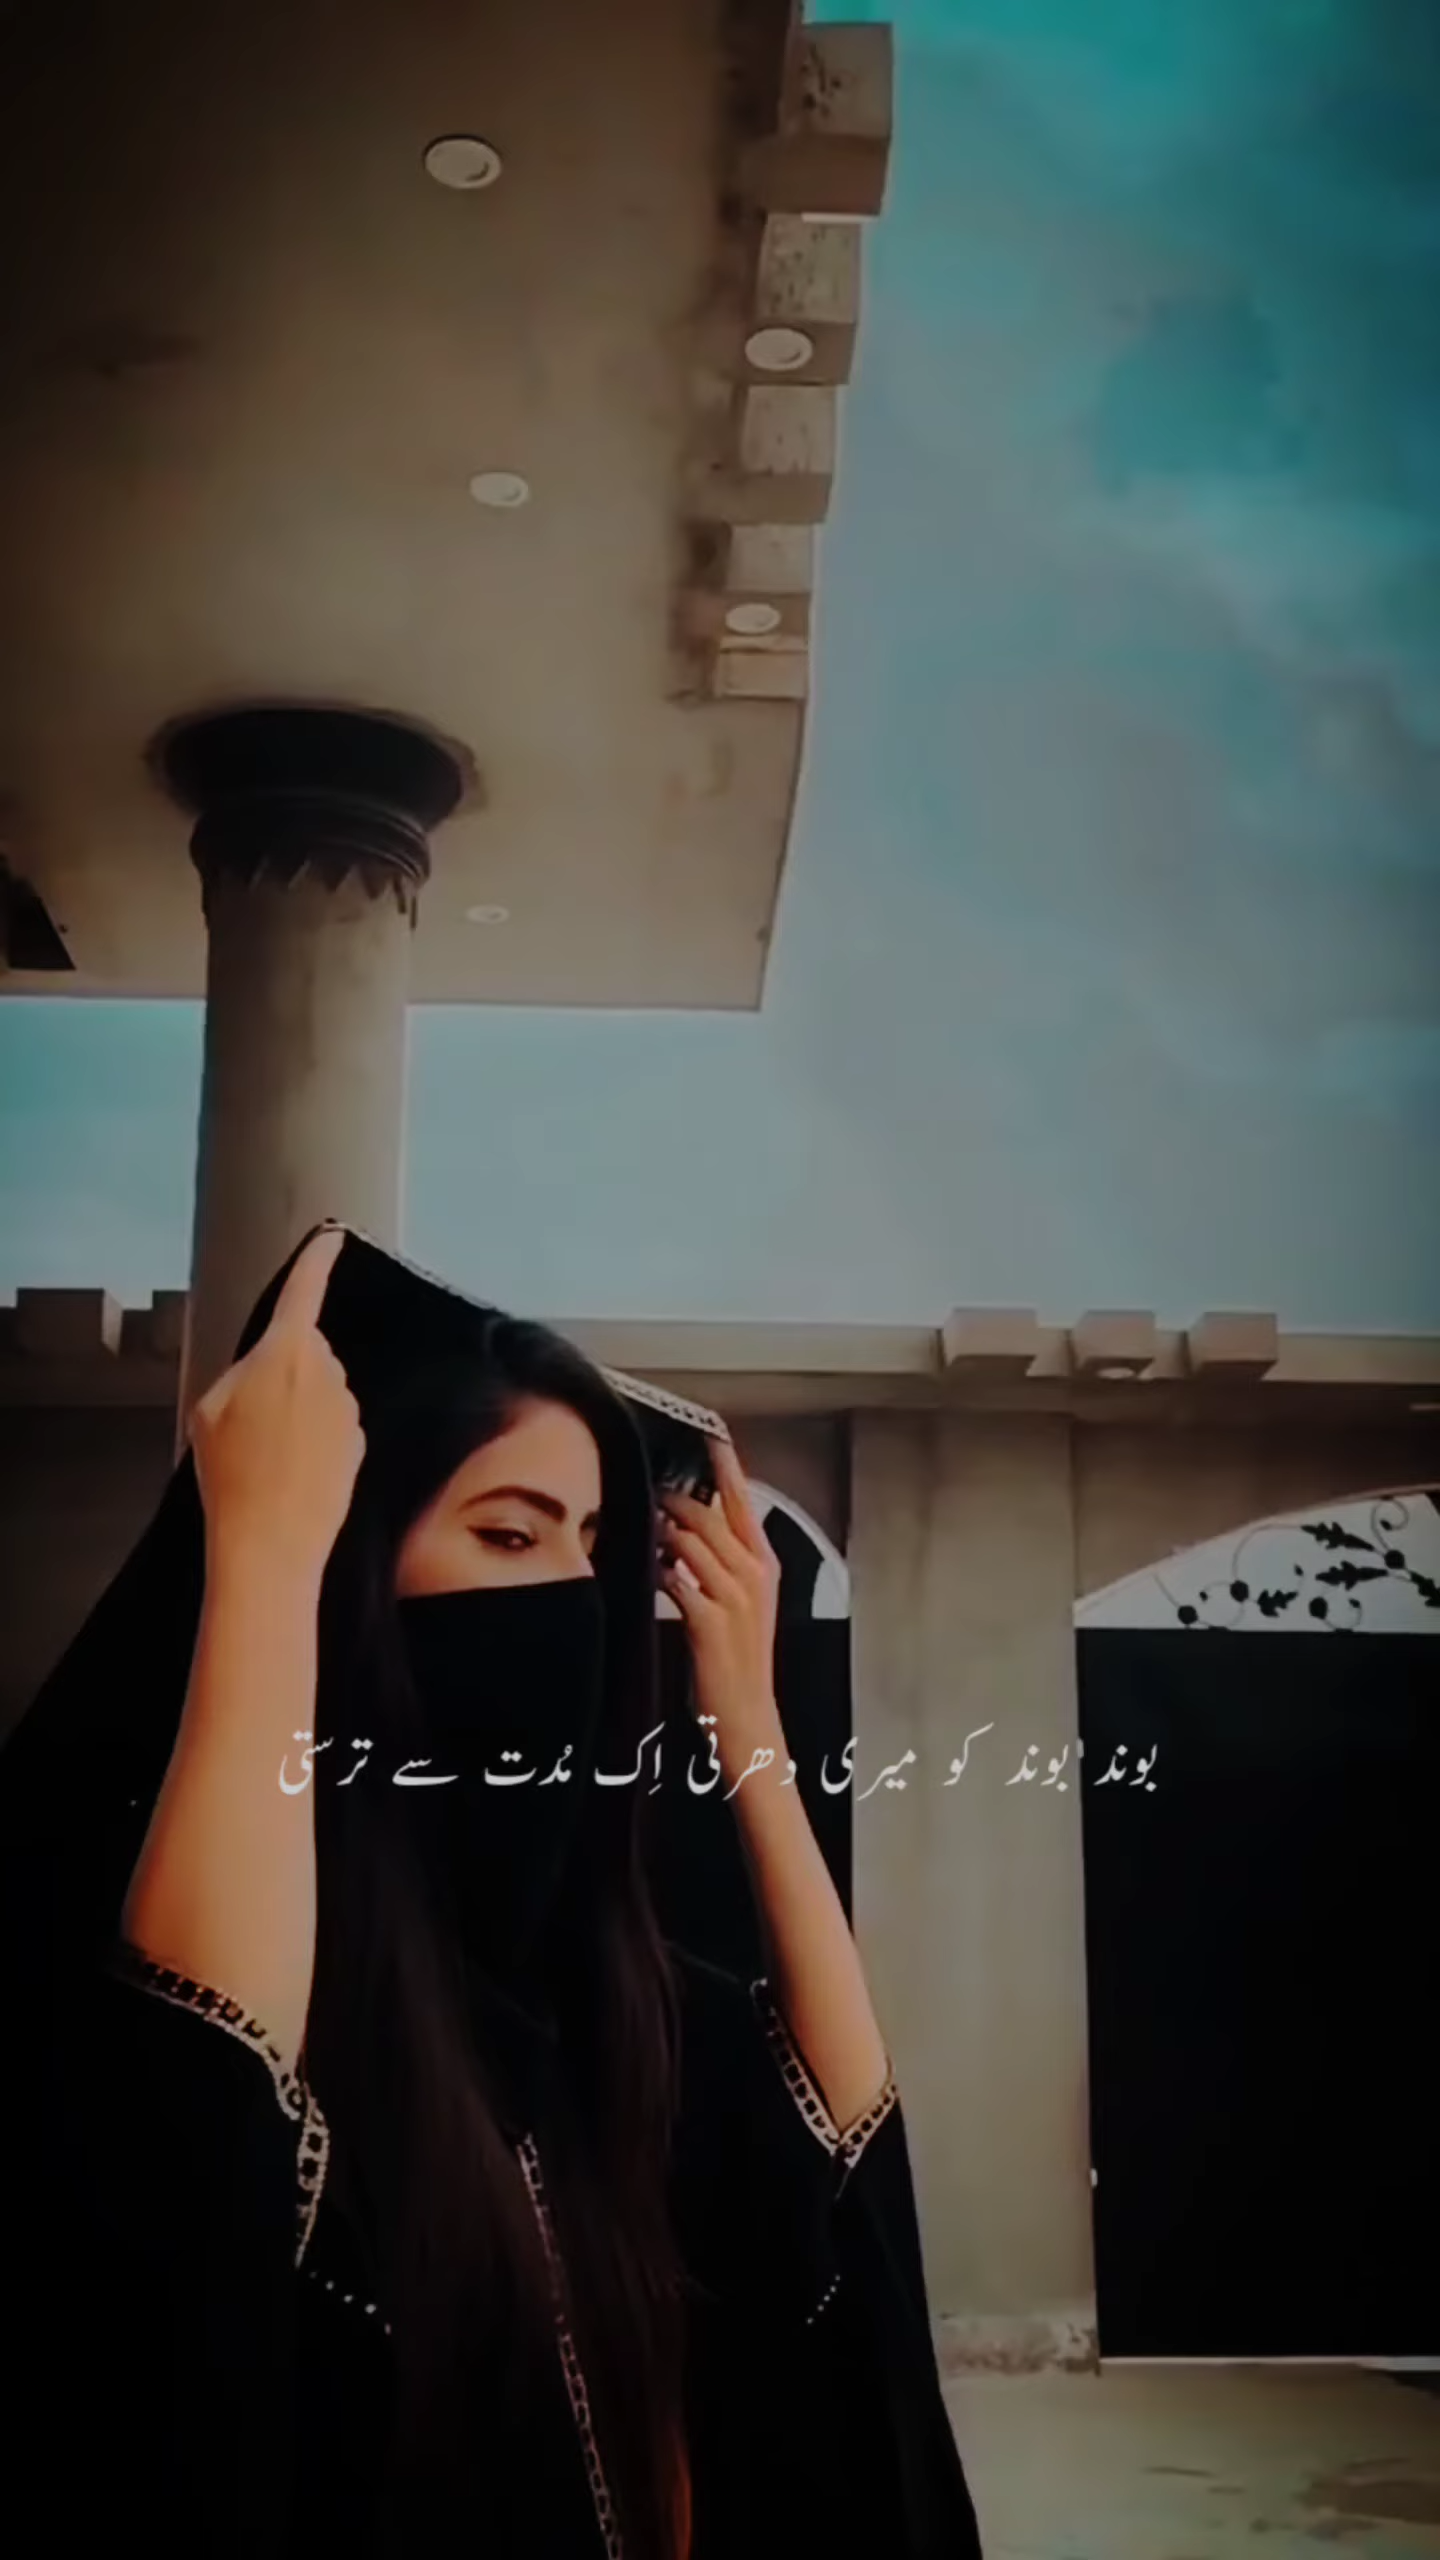 بوند بوند کو میری دھرتی اِک مُدت سے ترستی